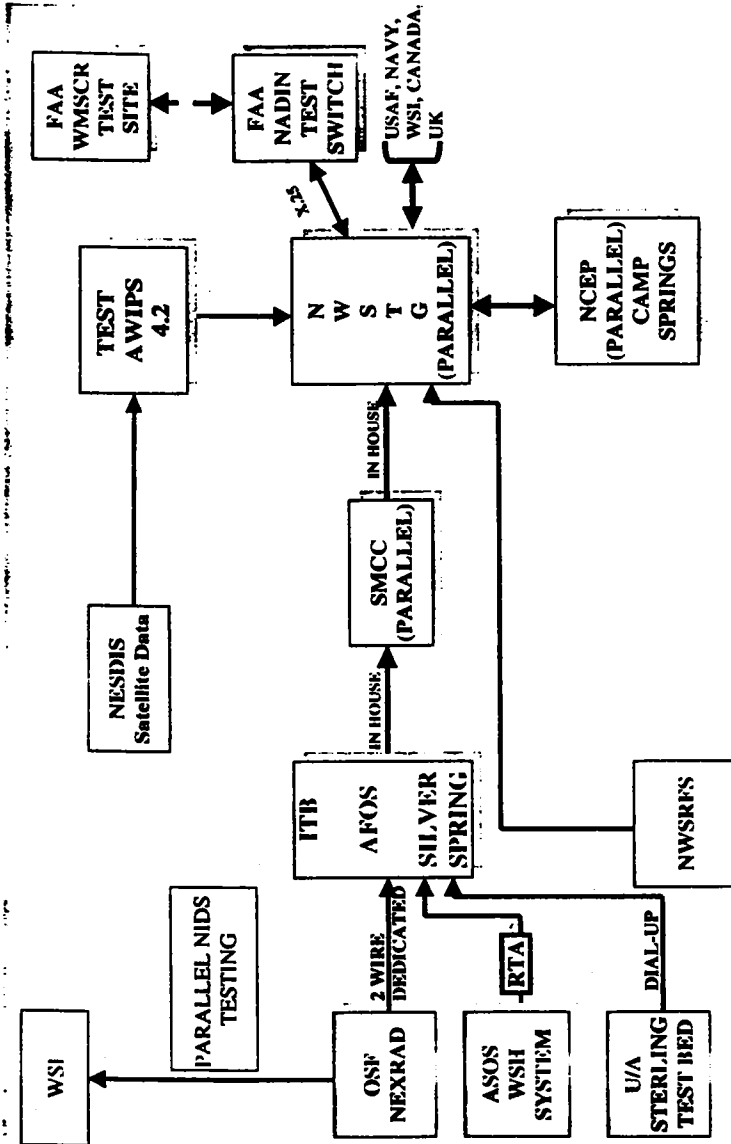 WSI
PARALLEL NIDS
TESTING
OSF
NEXRAD
2 WIRE
DEDICATED
ASOS
WSH
SYSTEM
RTA
U/A
STERLING
TEST BED
DIAL-UP
ITB
AFOS
SILVER
SPRING
IN HOUSE
NWSRFS
NESDIS
Satellite Data
SMCC
(PARALLEL)
IN HOUSE
TEST
AWIPS
4.2
N
W
S
T
G
(PARALLEL)
X.25
FAA
WMSCR
TEST
SITE
FAA
NADIN
TEST
SWITCH
USAF, NAVY,
WSI, CANADA,
UK
NCEP
(PARALLEL)
CAMP
SPRINGS